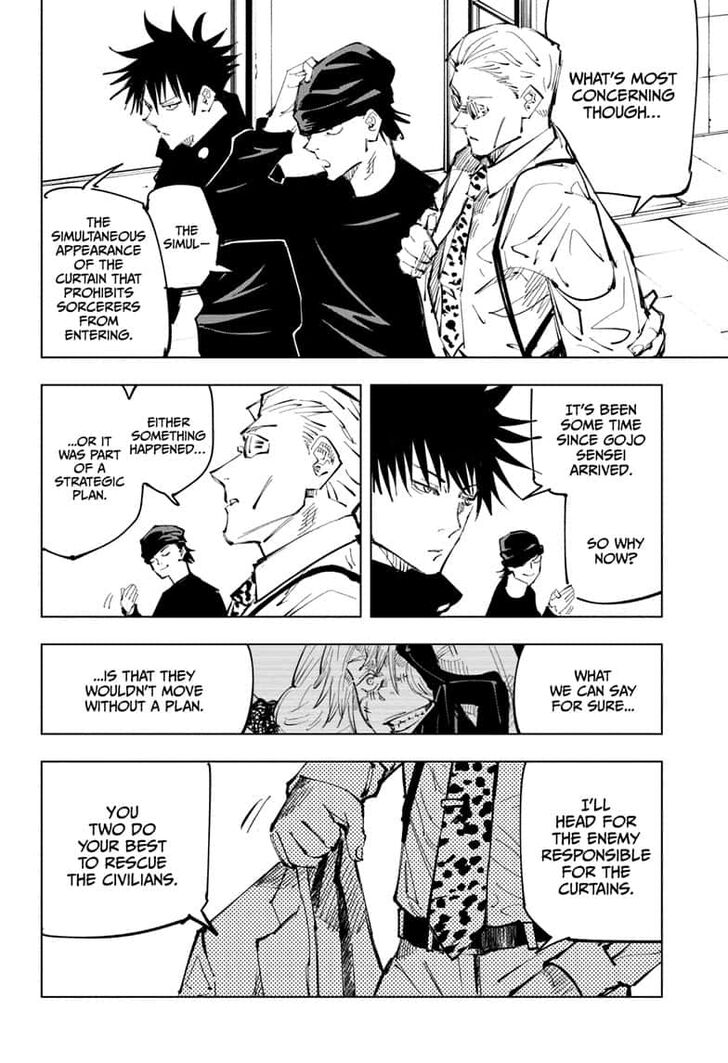 WHAT'S MOST
CONCERNING
THOUGH...
THE
SIMUL—
THE
SIMULTANEOUS
APPEARANCE
OF THE
CURTAIN THAT
PROHIBITS
SORCERERS
FROM
ENTERING.
IT'S BEEN
SOME TIME
SINCE GOJO
SENSEI
ARRIVED.
SO WHY
NOW?
EITHER
SOMETHING
HAPPENED...
...OR IT
WAS PART
OF A
STRATEGIC
PLAN.
WHAT
WE CAN SAY
FOR SURE...
...IS THAT THEY
WOULDN'T MOVE
WITHOUT A PLAN.
I'LL
HEAD FOR
THE ENEMY
RESPONSIBLE
FOR THE
CURTAINS.
YOU
TWO DO
YOUR BEST
TO RESCUE
THE CIVILIANS.